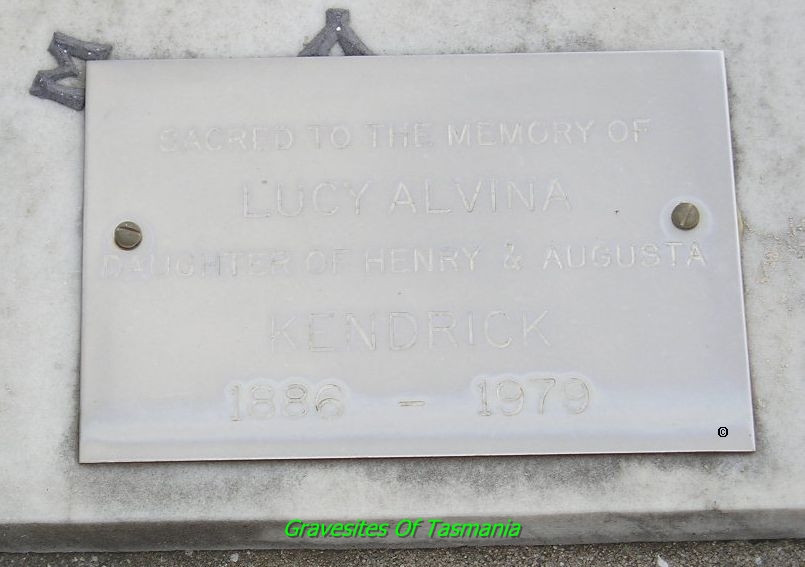 SACRED TO THE MEMORY OF
LUCY ALVINA
DAUGHTER OF HENRY & AUGUSTA
KENDRICK
1886 - 1979
©
Gravesites Of Tasmania